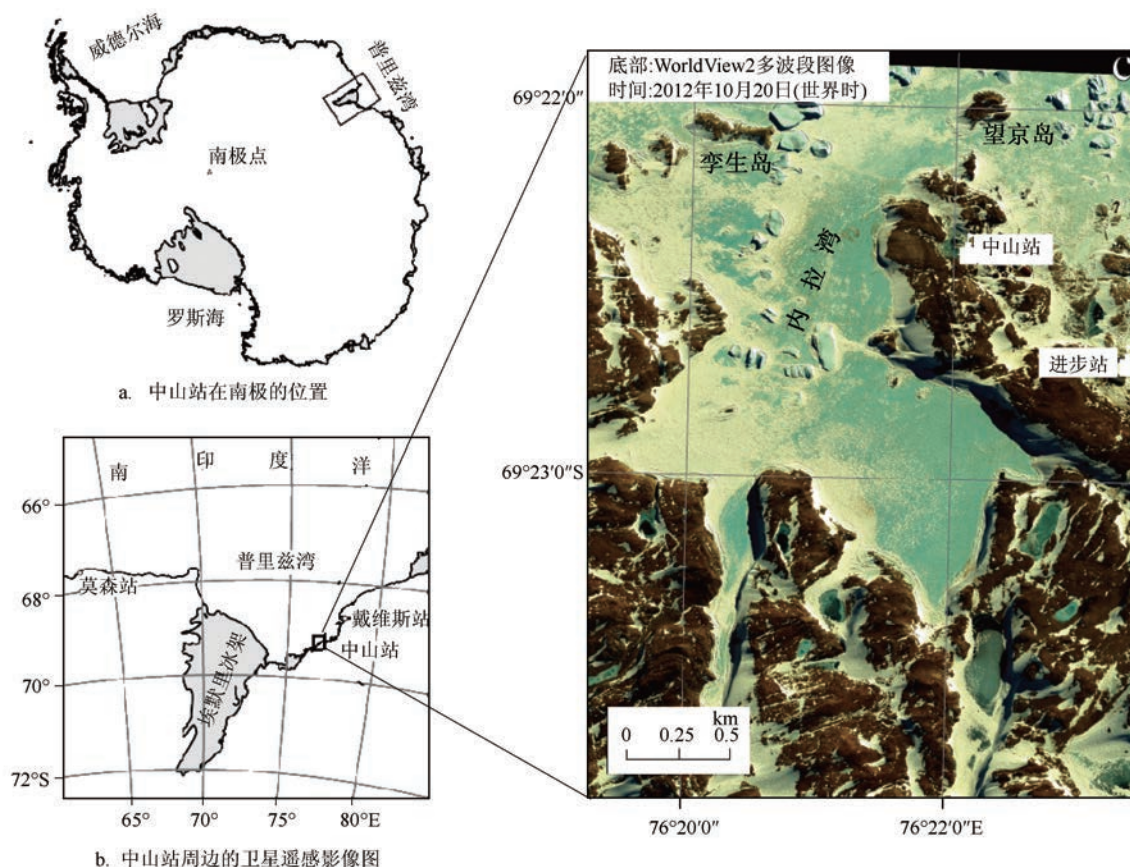 威德尔海
普里兹湾
南极点
罗斯海
a. 中山站在南极的位置
南 印 度 洋
66°
普里兹湾
莫森站
68°
戴维斯站
中山站
埃默里冰架
70°
72°S
65° 70° 75° 80°E
b. 中山站周边的卫星遥感影像图
底部:WorldView2多波段图像
时间:2012年10月20日(世界时)
69°22′0″
望京岛
孪生岛
中山站
内拉湾
进步站
69°23′0″S
km
0 0.25 0.5
76°20′0″ 76°22′0″E